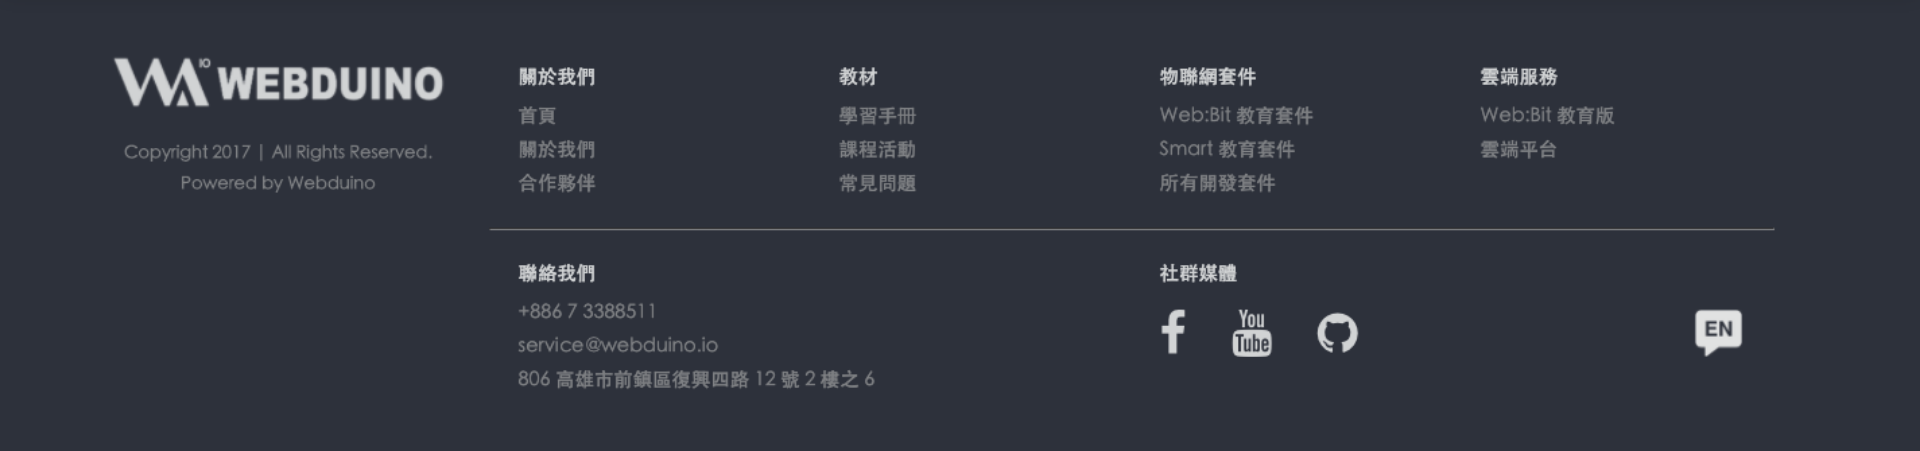 WEBDUINO
IO
Copyright 2017 | All Rights Reserved.
Powered by Webduino
關於我們
首頁
關於我們
合作夥伴
教材
學習手冊
課程活動
常見問題
物聯網套件
Web:Bit 教育套件
Smart 教育套件
所有開發套件
雲端服務
Web:Bit 教育版
雲端平台
聯絡我們
+886 7 3388511
service@webduino.io
806 高雄市前鎮區復興四路 12 號 2 樓之 6
社群媒體
You
Tube
EN